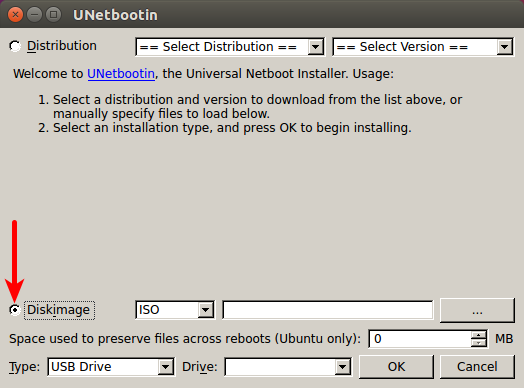 UNetbootin
Distribution == Select Distribution == == Select Version ==
Welcome to UNetbootin, the Universal Netboot Installer. Usage:
1. Select a distribution and version to download from the list above, or
manually specify files to load below.
2. Select an installation type, and press OK to begin installing.
Diskimage ISO ...
Space used to preserve files across reboots (Ubuntu only): 0 MB
Type: USB Drive Drive: OK Cancel